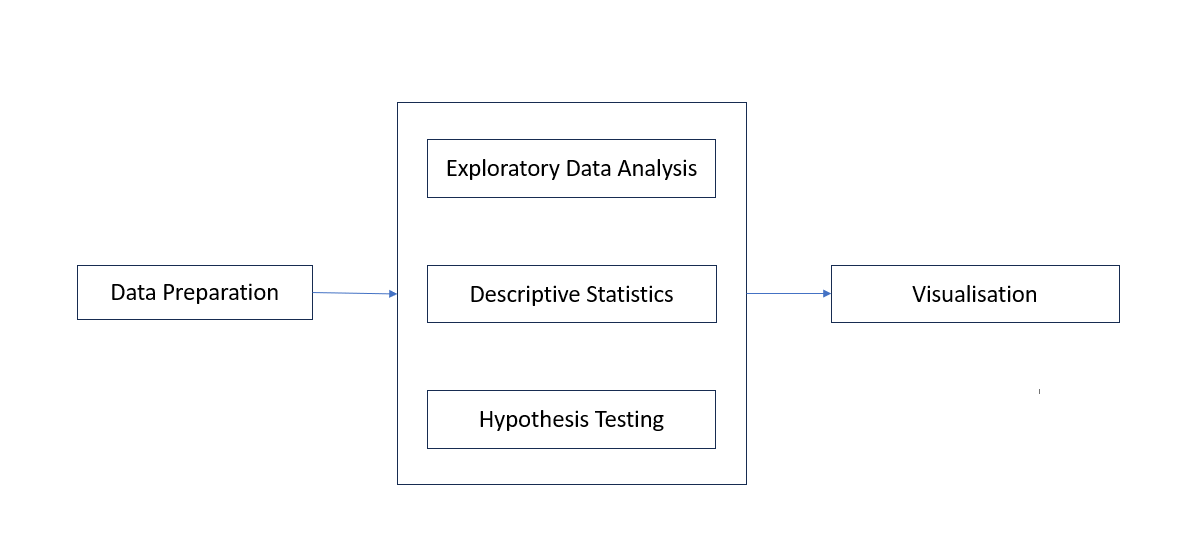 Data Preparation
Exploratory Data Analysis
Descriptive Statistics
Hypothesis Testing
Visualisation